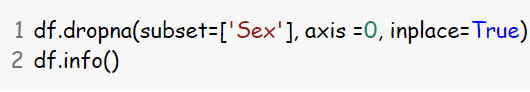 1 df.dropna(subset=['Sex'], axis =0, inplace=True)
2 df.info()